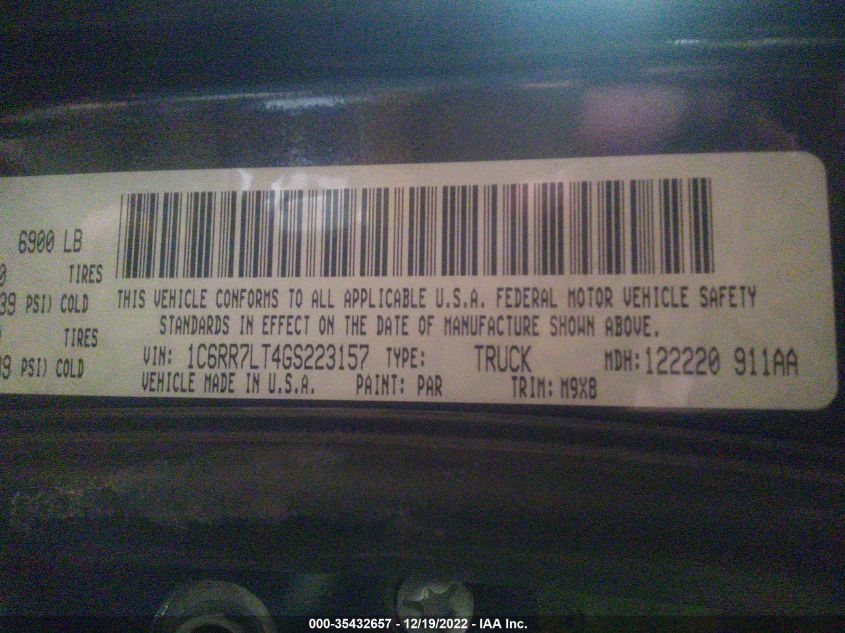 6900 LB
TIRES
39 PSI) COLD
TIRES
39 PSI) COLD
THIS VEHICLE CONFORMS TO ALL APPLICABLE U.S.A. FEDERAL MOTOR VEHICLE SAFETY
STANDARDS IN EFFECT ON THE DATE OF MANUFACTURE SHOWN ABOVE.
VIN: 1C6RR7LT4GS223157 TYPE: TRUCK MDH: 122220 911AA
VEHICLE MADE IN U.S.A. PAINT: PAR TRIM: M9X8
000-35432657 - 12/19/2022 - IAA Inc.